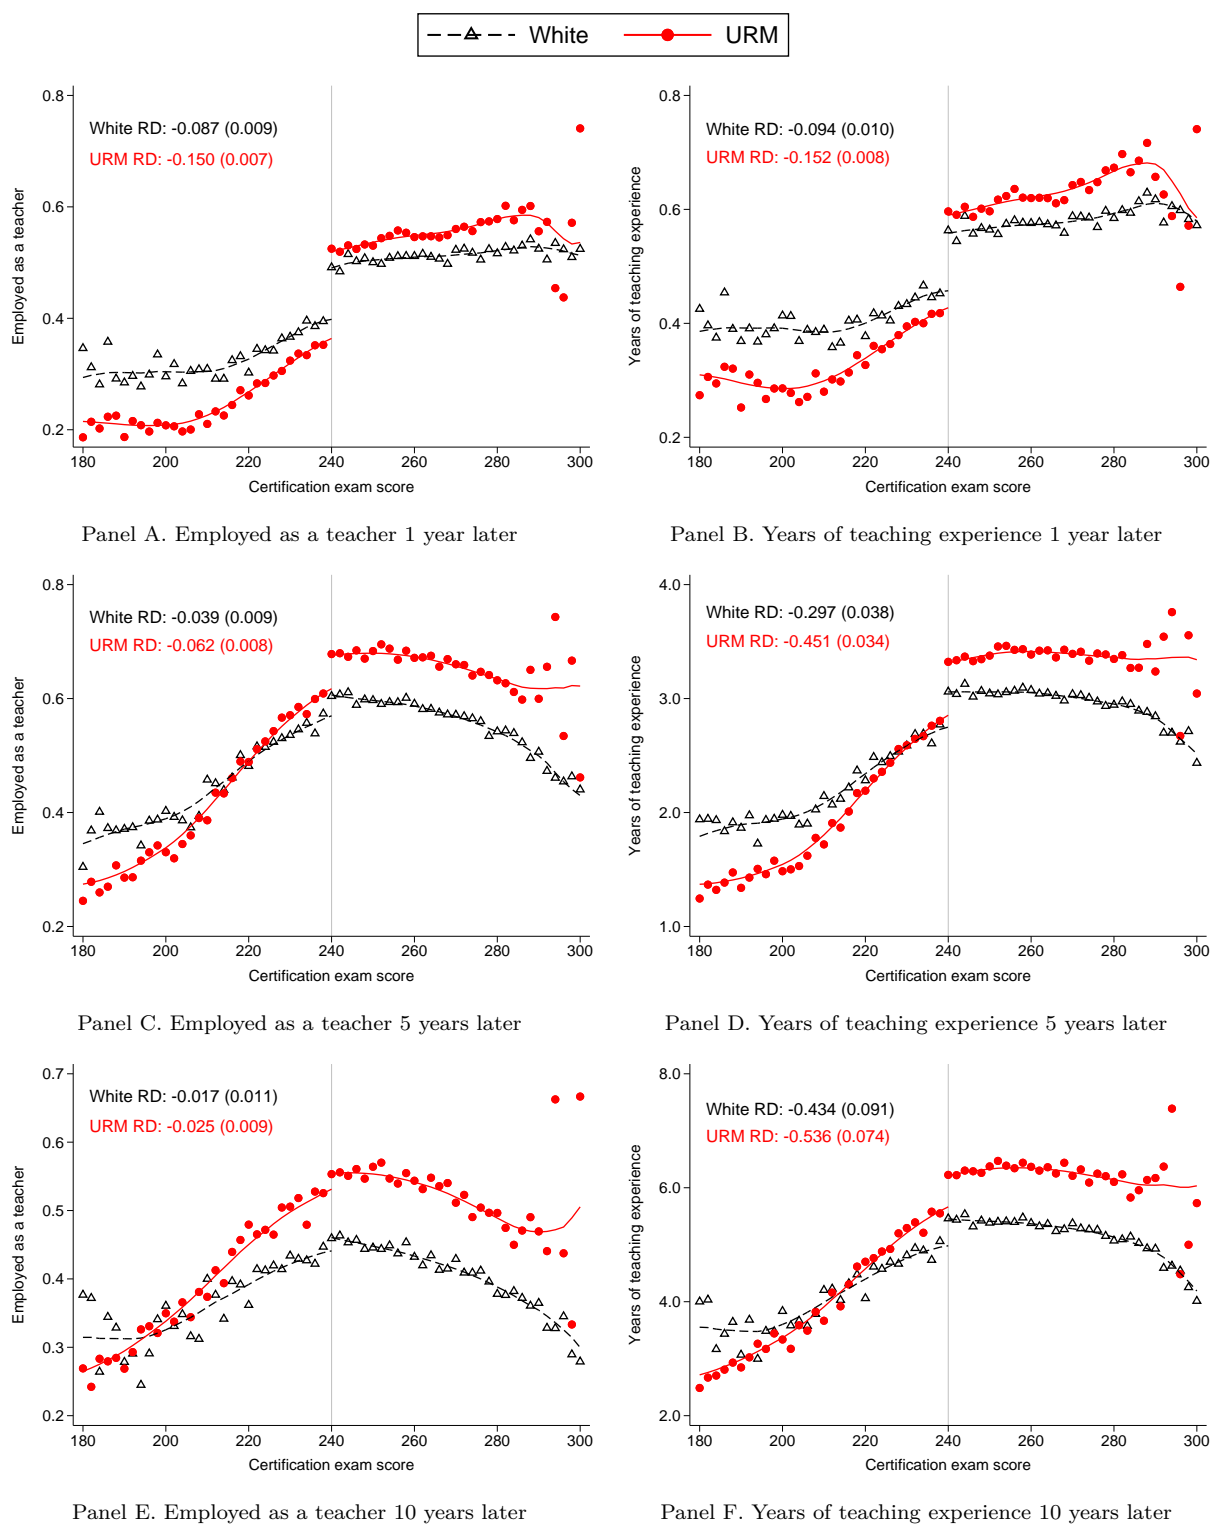 White URM
0.8
0.6
0.4
0.2
Employed as a teacher
White RD: -0.087 (0.009)
URM RD: -0.150 (0.007)
180 200 220 240 260 280 300
Certification exam score
Panel A. Employed as a teacher 1 year later
0.8
0.6
0.4
0.2
Years of teaching experience
White RD: -0.094 (0.010)
URM RD: -0.152 (0.008)
180 200 220 240 260 280 300
Certification exam score
Panel B. Years of teaching experience 1 year later
0.8
0.6
0.4
0.2
Employed as a teacher
White RD: -0.039 (0.009)
URM RD: -0.062 (0.008)
180 200 220 240 260 280 300
Certification exam score
Panel C. Employed as a teacher 5 years later
4.0
3.0
2.0
1.0
Years of teaching experience
White RD: -0.297 (0.038)
URM RD: -0.451 (0.034)
180 200 220 240 260 280 300
Certification exam score
Panel D. Years of teaching experience 5 years later
0.7
0.6
0.5
0.4
0.3
0.2
Employed as a teacher
White RD: -0.017 (0.011)
URM RD: -0.025 (0.009)
180 200 220 240 260 280 300
Certification exam score
Panel E. Employed as a teacher 10 years later
8.0
6.0
4.0
2.0
Years of teaching experience
White RD: -0.434 (0.091)
URM RD: -0.536 (0.074)
180 200 220 240 260 280 300
Certification exam score
Panel F. Years of teaching experience 10 years later